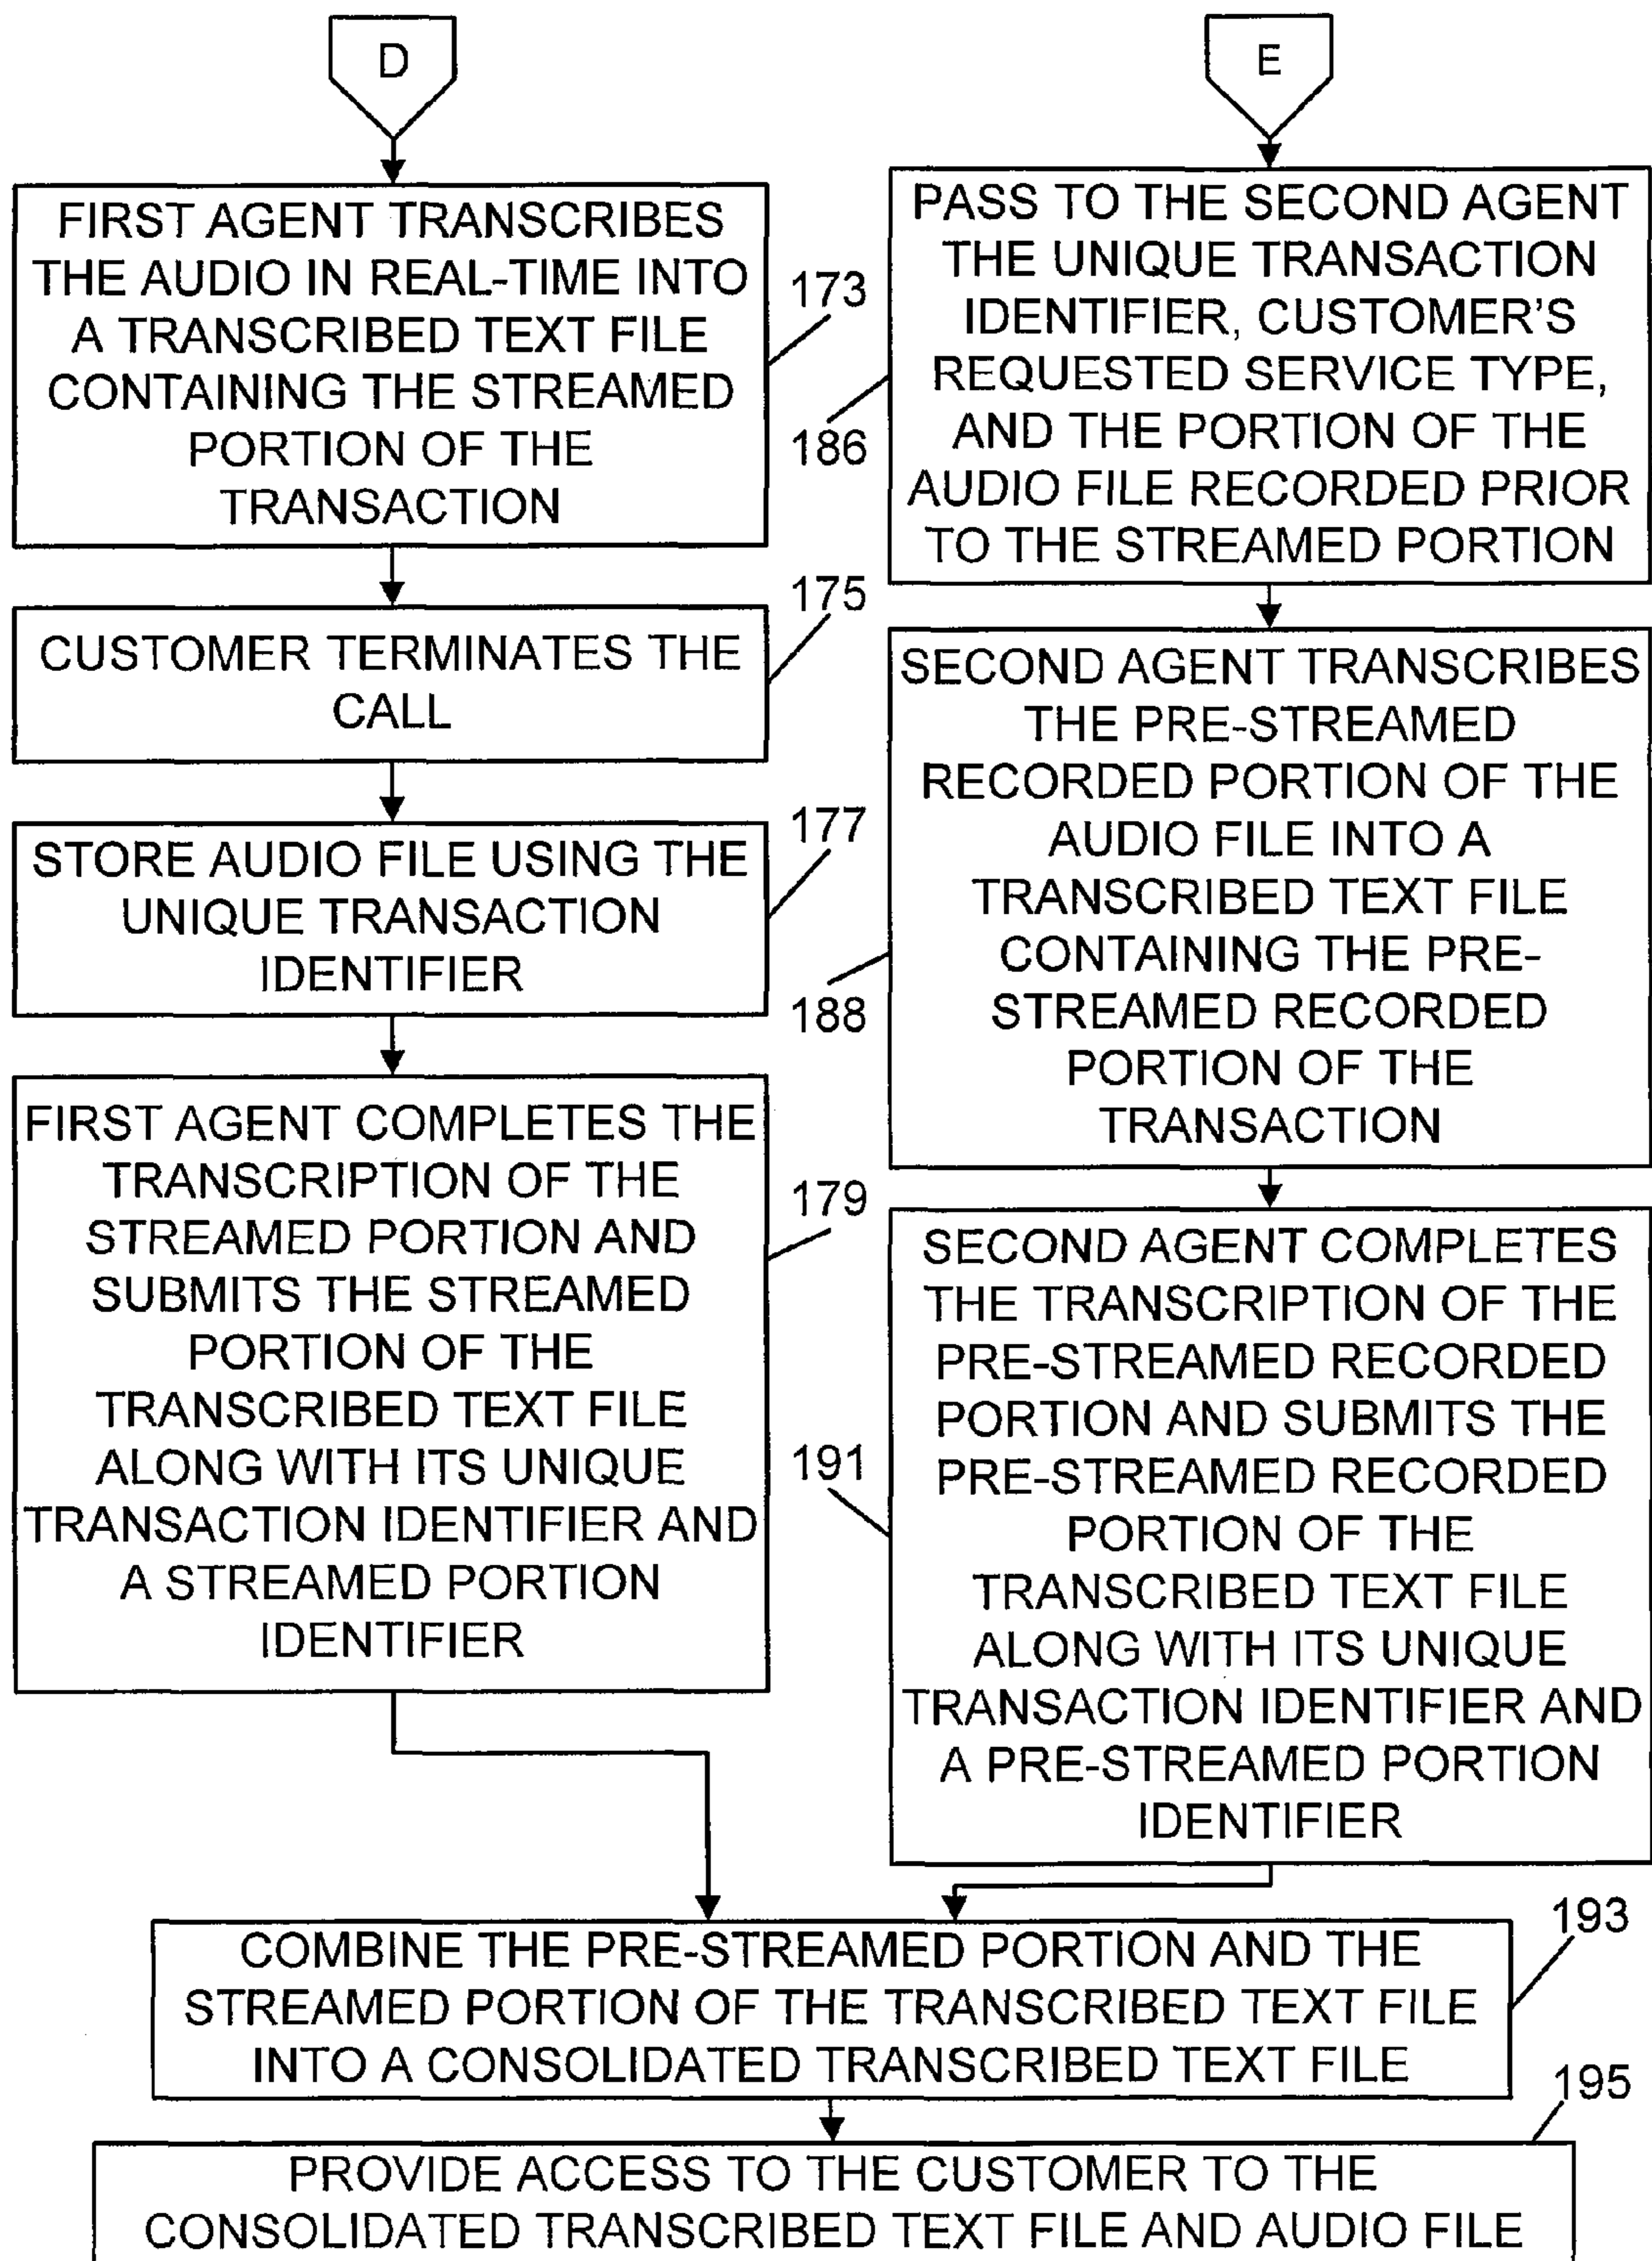 D
FIRST AGENT TRANSCRIBES
THE AUDIO IN REAL-TIME INTO
A TRANSCRIBED TEXT FILE
CONTAINING THE STREAMED
PORTION OF THE
TRANSACTION
173
CUSTOMER TERMINATES THE
CALL
175
STORE AUDIO FILE USING THE
UNIQUE TRANSACTION
IDENTIFIER
177
FIRST AGENT COMPLETES THE
TRANSCRIPTION OF THE
STREAMED PORTION AND
SUBMITS THE STREAMED
PORTION OF THE
TRANSCRIBED TEXT FILE
ALONG WITH ITS UNIQUE
TRANSACTION IDENTIFIER AND
A STREAMED PORTION
IDENTIFIER
179
E
PASS TO THE SECOND AGENT
THE UNIQUE TRANSACTION
IDENTIFIER, CUSTOMER'S
REQUESTED SERVICE TYPE,
AND THE PORTION OF THE
AUDIO FILE RECORDED PRIOR
TO THE STREAMED PORTION
186
SECOND AGENT TRANSCRIBES
THE PRE-STREAMED
RECORDED PORTION OF THE
AUDIO FILE INTO A
TRANSCRIBED TEXT FILE
CONTAINING THE PRE-
STREAMED RECORDED
PORTION OF THE
TRANSACTION
188
SECOND AGENT COMPLETES
THE TRANSCRIPTION OF THE
PRE-STREAMED RECORDED
PORTION AND SUBMITS THE
PRE-STREAMED RECORDED
PORTION OF THE
TRANSCRIBED TEXT FILE
ALONG WITH ITS UNIQUE
TRANSACTION IDENTIFIER AND
A PRE-STREAMED PORTION
IDENTIFIER
191
COMBINE THE PRE-STREAMED PORTION AND THE
STREAMED PORTION OF THE TRANSCRIBED TEXT FILE
INTO A CONSOLIDATED TRANSCRIBED TEXT FILE
193
PROVIDE ACCESS TO THE CUSTOMER TO THE
CONSOLIDATED TRANSCRIBED TEXT FILE AND AUDIO FILE
195